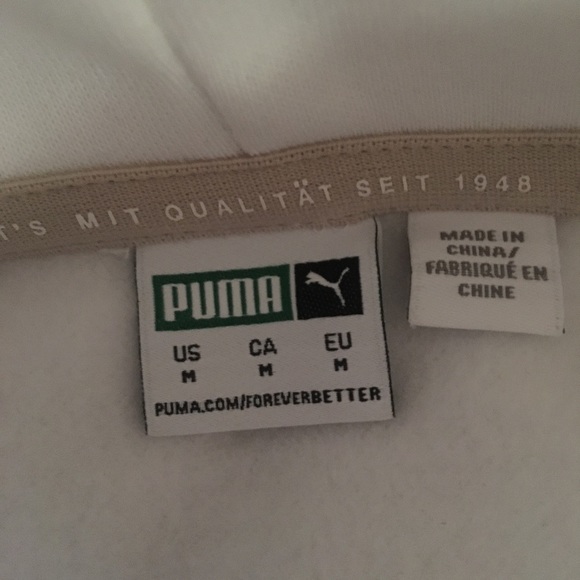 T'S MIT QUALITÄT SEIT 1948
PUMA
US CA EU
M M M
PUMA.COM/FOREVERBETTER
MADE IN
CHINA/
FABRIQUÉ EN
CHINE